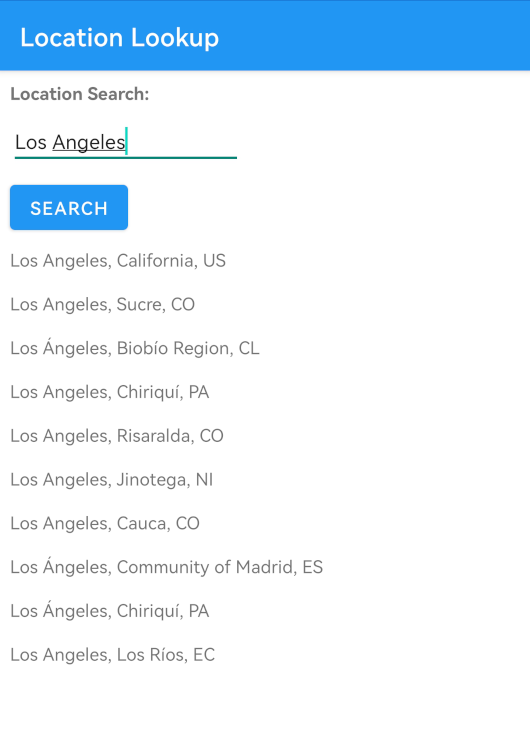 Location Lookup
Location Search:
Los Angeles
SEARCH
Los Angeles, California, US
Los Angeles, Sucre, CO
Los Ángeles, Biobío Region, CL
Los Angeles, Chiriquí, PA
Los Angeles, Risaralda, CO
Los Angeles, Jinotega, NI
Los Angeles, Cauca, CO
Los Ángeles, Community of Madrid, ES
Los Ángeles, Chiriquí, PA
Los Angeles, Los Ríos, EC